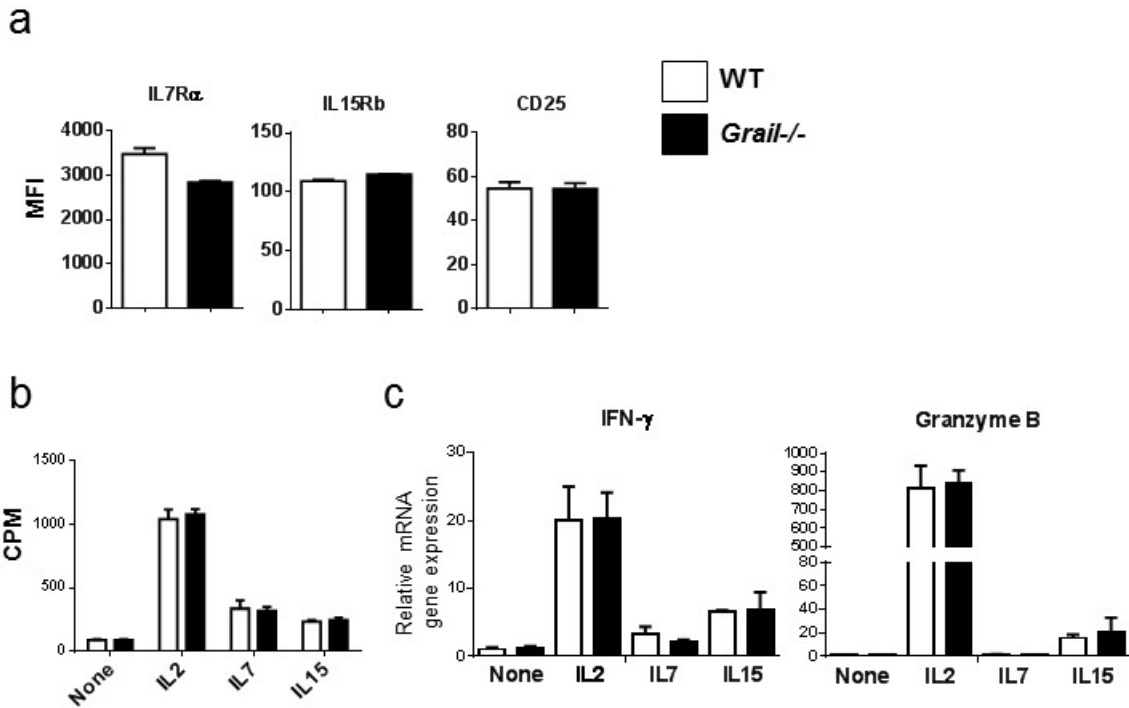 a
WT
Grail-/-
IL7Rα
IL15Rb
CD25
MFI
4000
3000
2000
1000
0
150
100
50
0
80
60
40
20
0
b
CPM
1500
1000
500
0
None
IL2
IL7
IL15
c
IFN-γ
Granzyme B
Relative mRNA
gene expression
30
20
10
0
None
IL2
IL7
IL15
1000
900
800
700
600
500
80
60
40
20
0
None
IL2
IL7
IL15